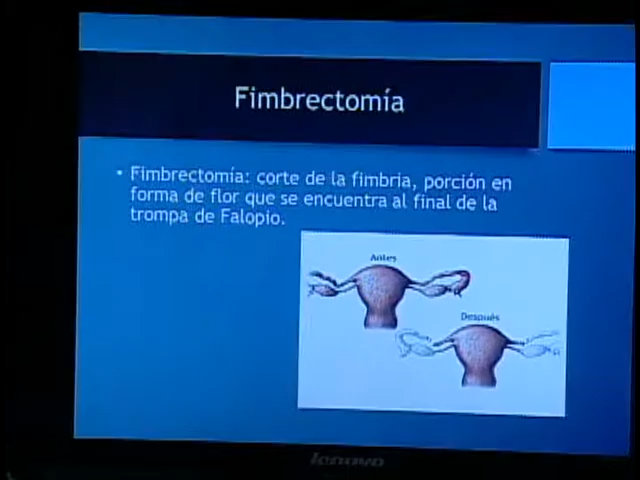 Fimbrectomía
• Fimbrectomía: corte de la fimbria, porción en
forma de flor que se encuentra al final de la
trompa de Falopio.
Antes
Después
lenovo